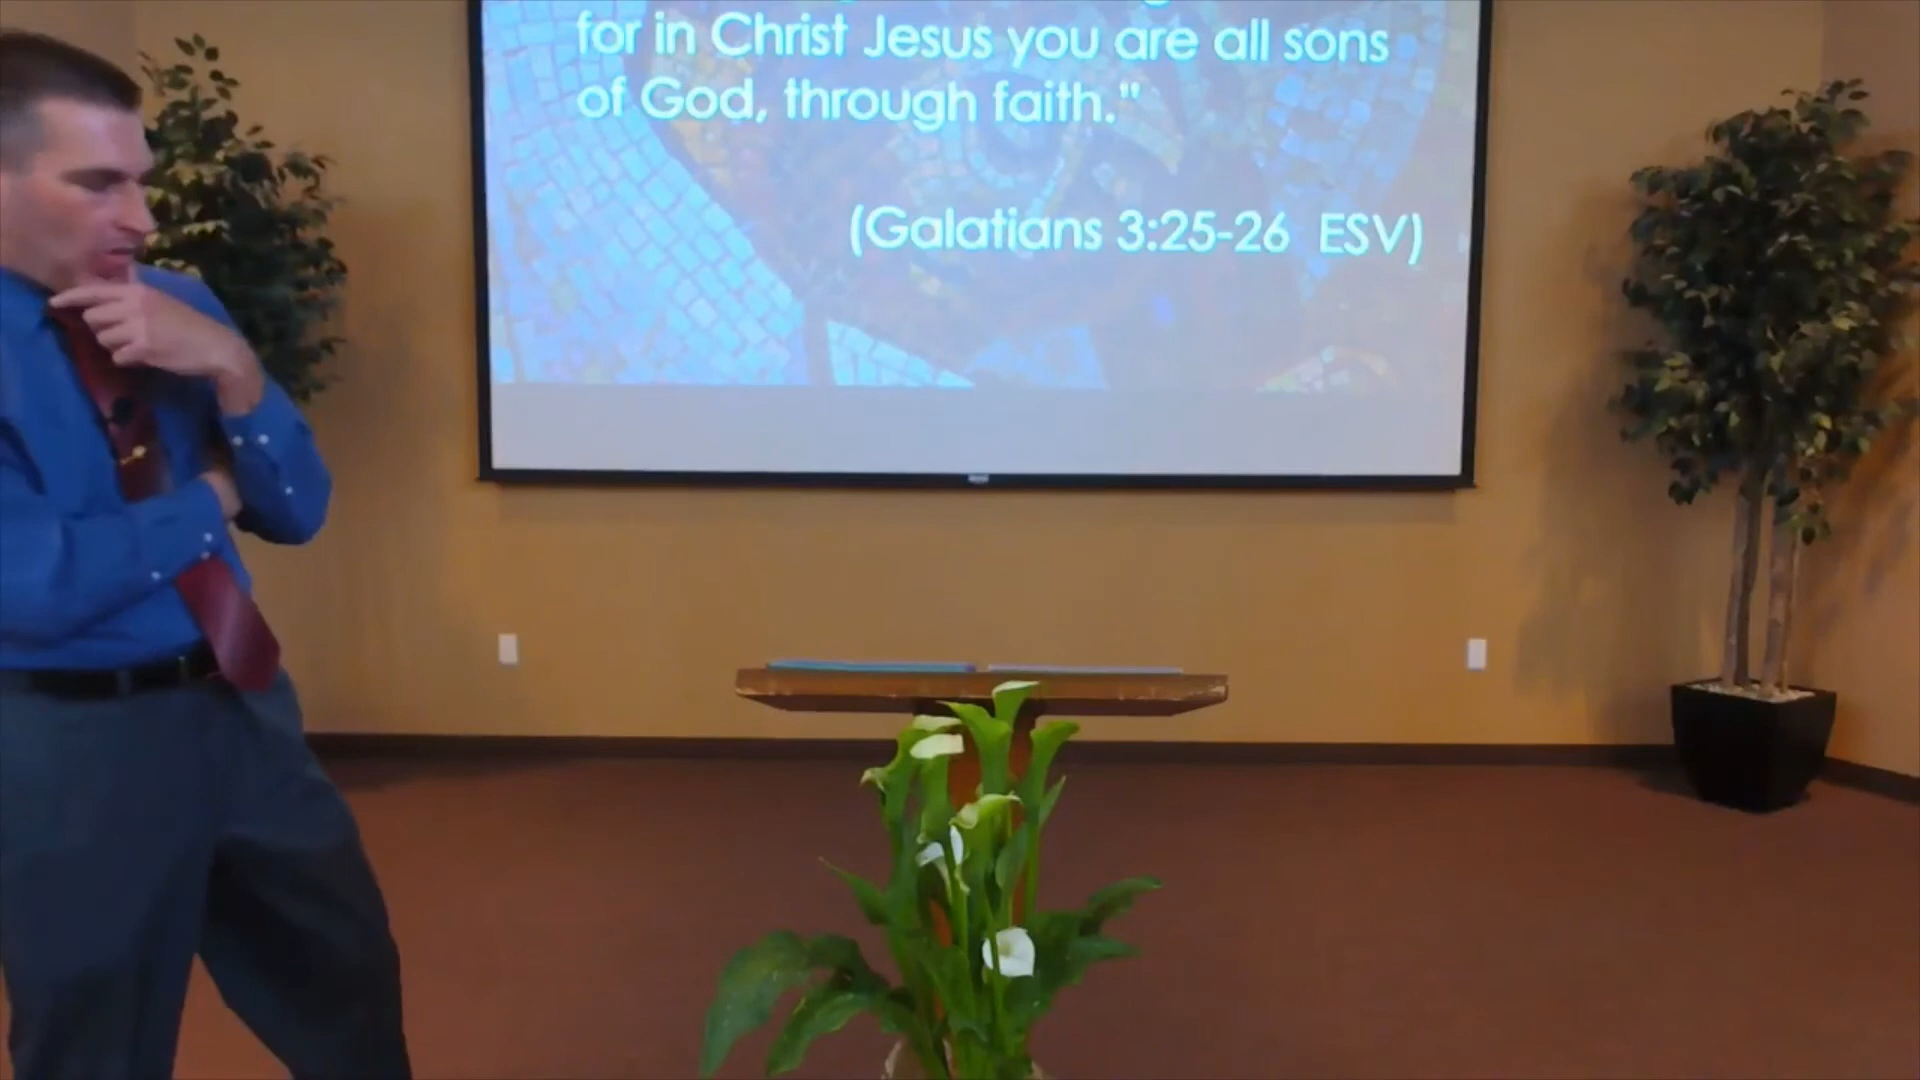 for in Christ Jesus you are all sons
of God, through faith."
(Galatians 3:25-26 ESV)